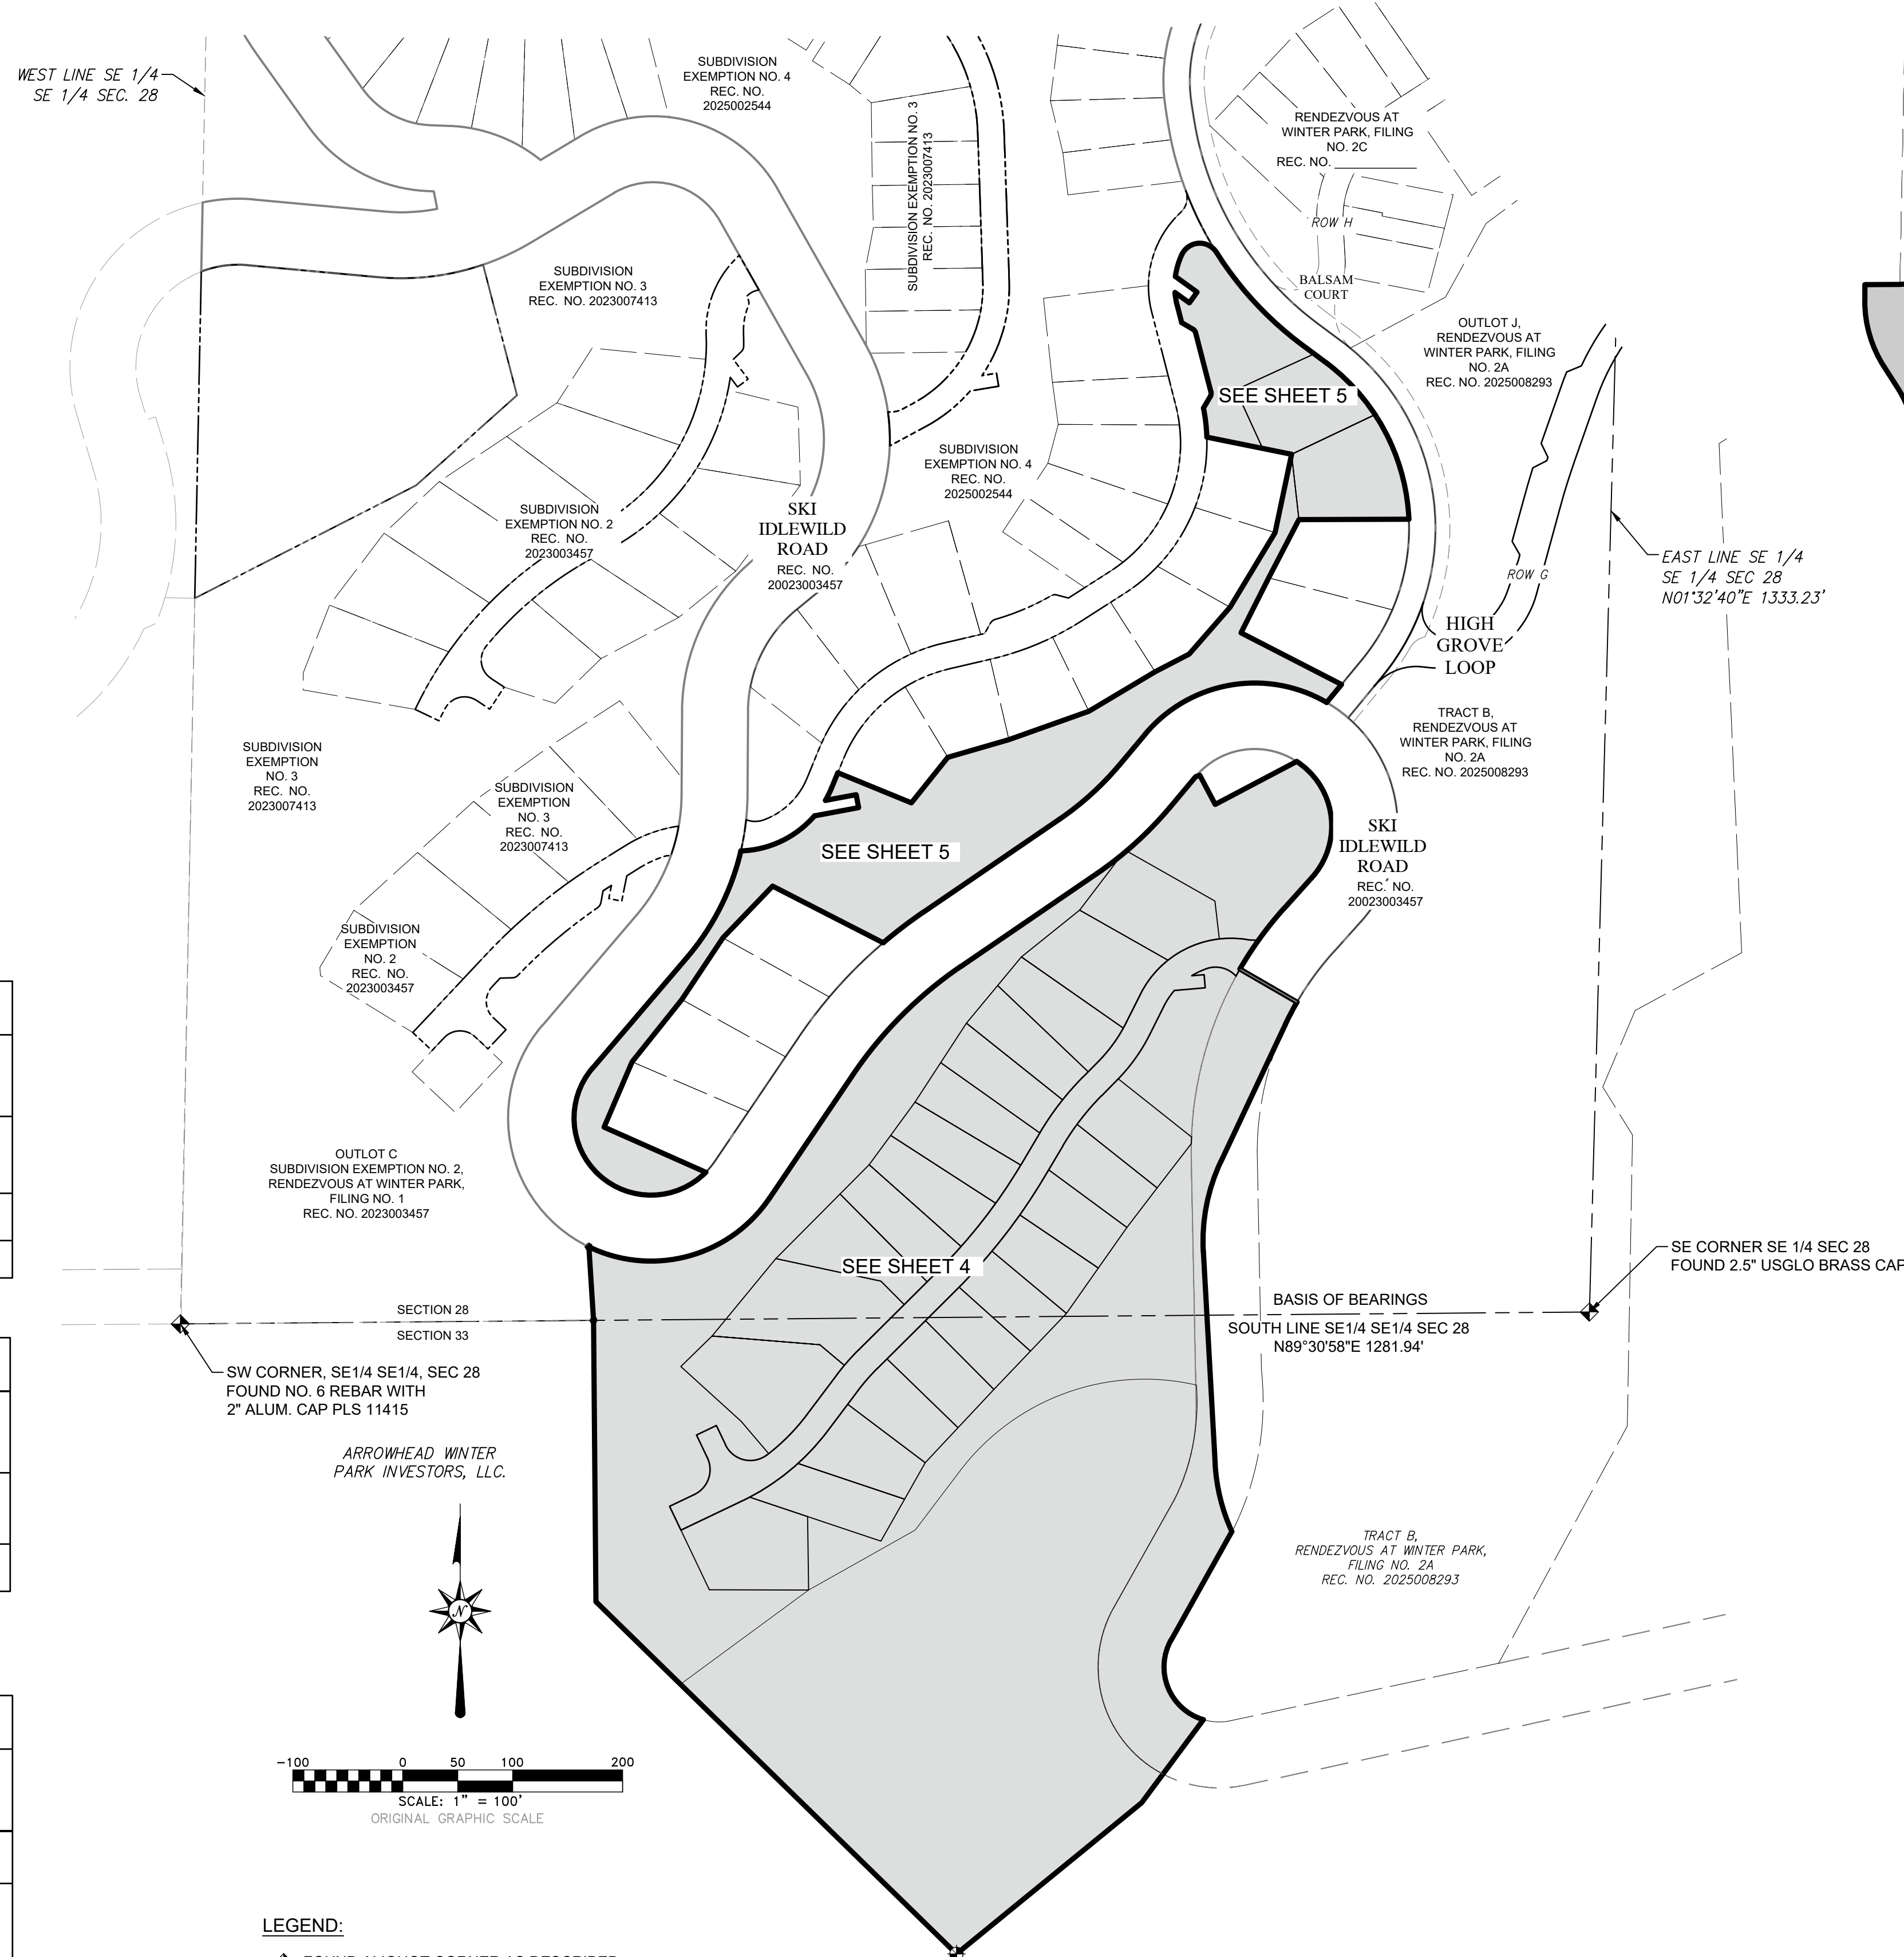 WEST LINE SE 1/4
SE 1/4 SEC. 28
SUBDIVISION
EXEMPTION NO. 4
REC. NO.
2025002544
SUBDIVISION EXEMPTION NO. 3
REC. NO. 2023007413
RENDEZVOUS AT
WINTER PARK, FILING
NO. 2C
REC. NO. ____________
ROW H
BALSAM
COURT
SUBDIVISION
EXEMPTION NO. 3
REC. NO. 2023007413
OUTLOT J,
RENDEZVOUS AT
WINTER PARK, FILING
NO. 2A
REC. NO. 2025008293
SEE SHEET 5
SUBDIVISION
EXEMPTION NO. 4
REC. NO.
2025002544
SUBDIVISION
EXEMPTION NO. 2
REC. NO.
2023003457
SKI
IDLEWILD
ROAD
REC. NO.
20023003457
ROW G
EAST LINE SE 1/4
SE 1/4 SEC 28
N01°32'40"E 1333.23'
HIGH
GROVE
LOOP
TRACT B,
RENDEZVOUS AT
WINTER PARK, FILING
NO. 2A
REC. NO. 2025008293
SUBDIVISION
EXEMPTION
NO. 3
REC. NO.
2023007413
SUBDIVISION
EXEMPTION
NO. 3
REC. NO.
2023007413
SEE SHEET 5
SKI
IDLEWILD
ROAD
REC. NO.
20023003457
SUBDIVISION
EXEMPTION
NO. 2
REC. NO.
2023003457
OUTLOT C
SUBDIVISION EXEMPTION NO. 2,
RENDEZVOUS AT WINTER PARK,
FILING NO. 1
REC. NO. 2023003457
SEE SHEET 4
SE CORNER SE 1/4 SEC 28
FOUND 2.5" USGLO BRASS CAP
SECTION 28
SECTION 33
BASIS OF BEARINGS
SOUTH LINE SE1/4 SE1/4 SEC 28
N89°30'58"E 1281.94'
SW CORNER, SE1/4 SE1/4, SEC 28
FOUND NO. 6 REBAR WITH
2" ALUM. CAP PLS 11415
ARROWHEAD WINTER
PARK INVESTORS, LLC.
TRACT B,
RENDEZVOUS AT WINTER PARK,
FILING NO. 2A
REC. NO. 2025008293
N
-100 0 50 100 200
SCALE: 1" = 100'
ORIGINAL GRAPHIC SCALE
LEGEND: